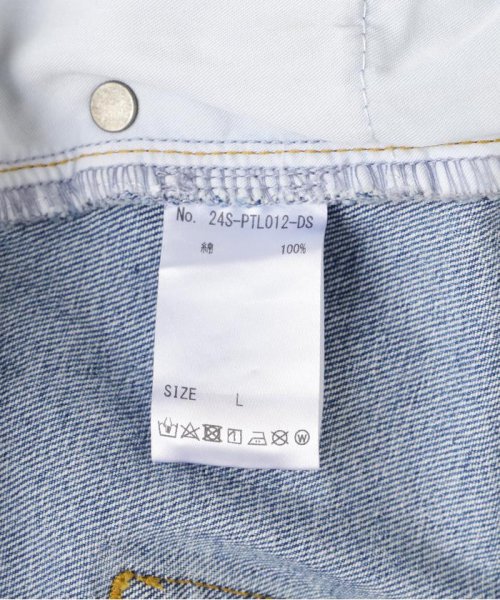 No. 24S-PTL012-DS
綿 100%
SIZE L